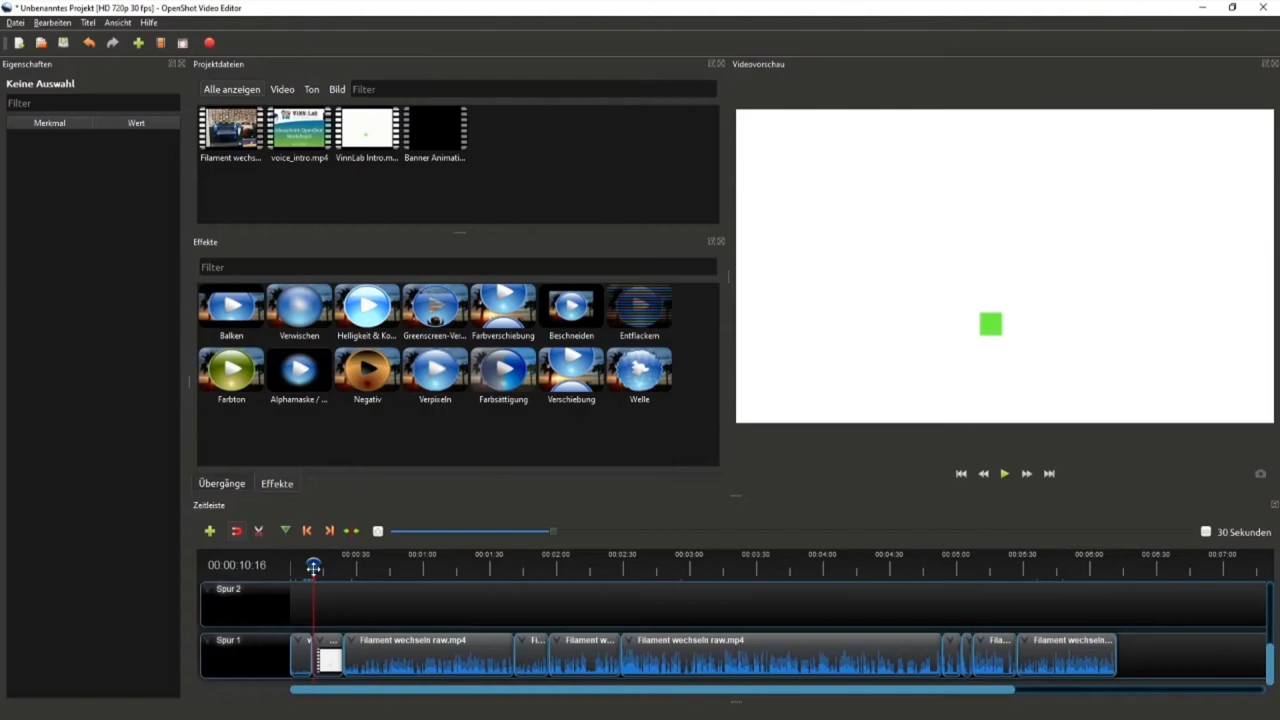 * Unbenanntes Projekt [HD 720p 30 fps] - OpenShot Video Editor
Datei Bearbeiten Titel Ansicht Hilfe
Eigenschaften
Keine Auswahl
Filter
Merkmal Wert
Projektdateien
Alle anzeigen Video Ton Bild Filter
Filament wechs... voice_intro.mp4 VinnLab Intro.m... Banner Animati...
Effekte
Filter
Balken Verwischen Helligkeit & Ko... Greenscreen-Ver... Farbverschiebung Beschneiden Entflackern
Farbton Alphamaske / ... Negativ Verpixeln Farbsättigung Verschiebung Welle
Übergänge Effekte
Videovorschau
Zeitleiste
30 Sekunden
00:00:10:16
00:00:30 00:01:00 00:01:30 00:02:00 00:02:30 00:03:00 00:03:30 00:04:00 00:04:30 00:05:00 00:05:30 00:06:00 00:06:30 00:07:00
Spur 2
Spur 1
v ... Filament wechseln raw.mp4 Fi... Filament w... Filament wechseln raw.mp4 Fila... Filament wechseln...